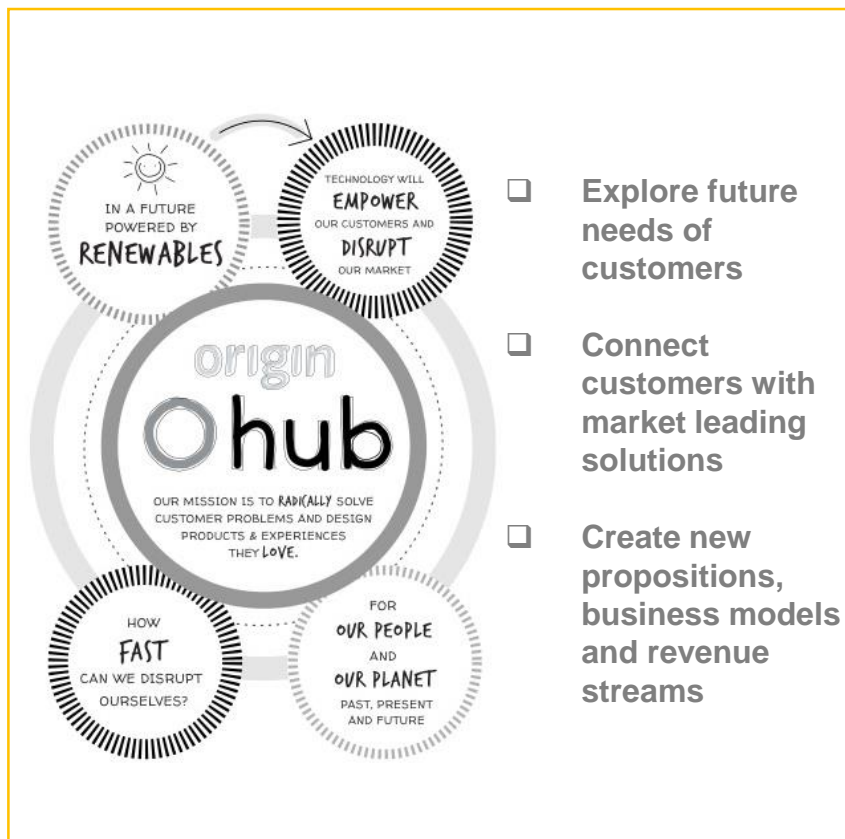 IN A FUTURE
POWERED BY
RENEWABLES
TECHNOLOGY WILL
EMPOWER
OUR CUSTOMERS AND
DISRUPT
OUR MARKET
origin
O hub
OUR MISSION IS TO RADICALLY SOLVE
CUSTOMER PROBLEMS AND DESIGN
PRODUCTS & EXPERIENCES
THEY LOVE.
HOW
FAST
CAN WE DISRUPT
OURSELVES?
FOR
OUR PEOPLE
AND
OUR PLANET
PAST, PRESENT
AND FUTURE
❑ Explore future
needs of
customers
❑ Connect
customers with
market leading
solutions
❑ Create new
propositions,
business models
and revenue
streams